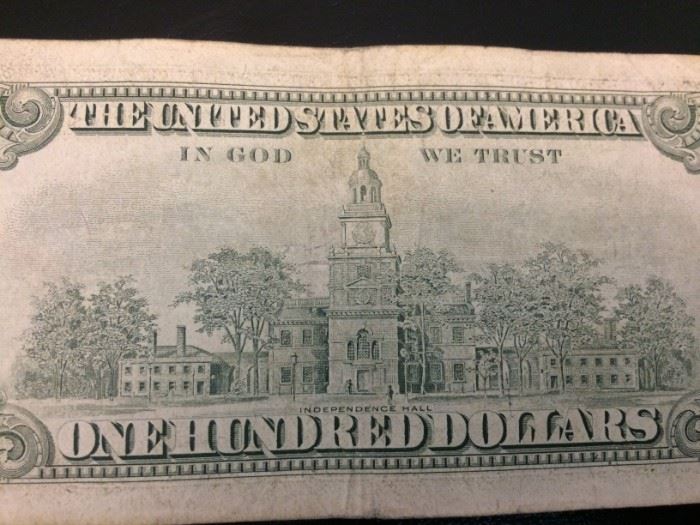 THE UNITED STATES OF AMERICA
IN GOD WE TRUST
INDEPENDENCE HALL
ONE HUNDRED DOLLARS